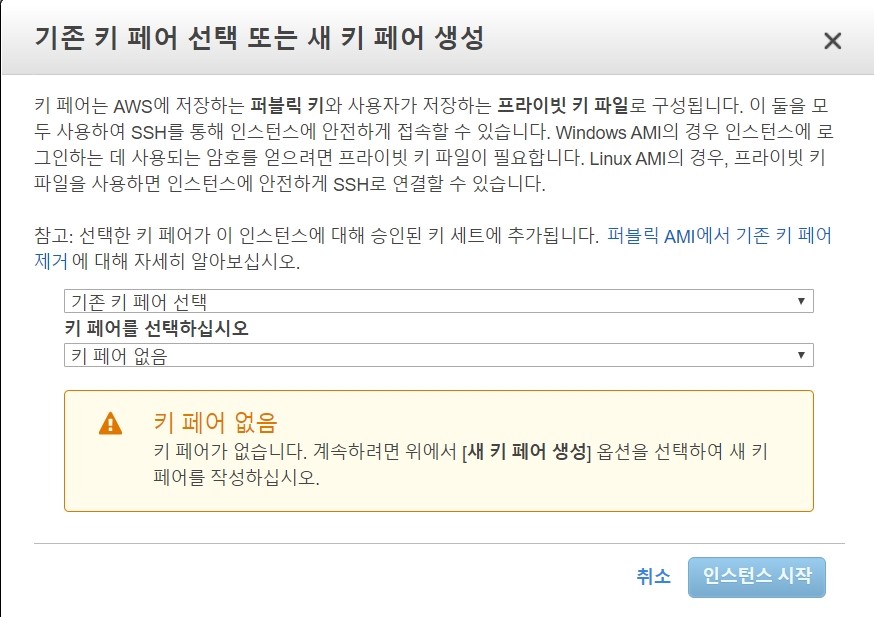 기존 키 페어 선택 또는 새 키 페어 생성
키 페어는 AWS에 저장하는 퍼블릭 키와 사용자가 저장하는 프라이빗 키 파일로 구성됩니다. 이 둘을 모
두 사용하여 SSH를 통해 인스턴스에 안전하게 접속할 수 있습니다. Windows AMI의 경우 인스턴스에 로
그인하는 데 사용되는 암호를 얻으려면 프라이빗 키 파일이 필요합니다. Linux AMI의 경우, 프라이빗 키
파일을 사용하면 인스턴스에 안전하게 SSH로 연결할 수 있습니다.
참고: 선택한 키 페어가 이 인스턴스에 대해 승인된 키 세트에 추가됩니다. 퍼블릭 AMI에서 기존 키 페어
제거 에 대해 자세히 알아보십시오.
기존 키 페어 선택
키 페어를 선택하십시오
키 페어 없음
키 페어 없음
키 페어가 없습니다. 계속하려면 위에서 [새 키 페어 생성] 옵션을 선택하여 새 키
페어를 작성하십시오.
취소 인스턴스 시작